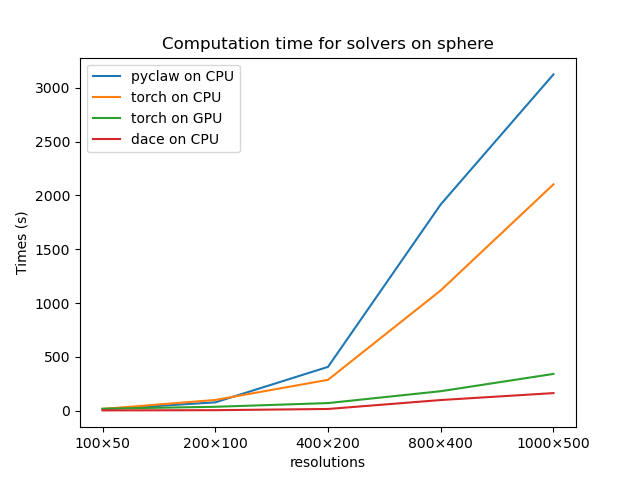 Computation time for solvers on sphere
pyclaw on CPU
torch on CPU
torch on GPU
dace on CPU
Times (s)
3000
2500
2000
1500
1000
500
0
100×50 200×100 400×200 800×400 1000×500
resolutions